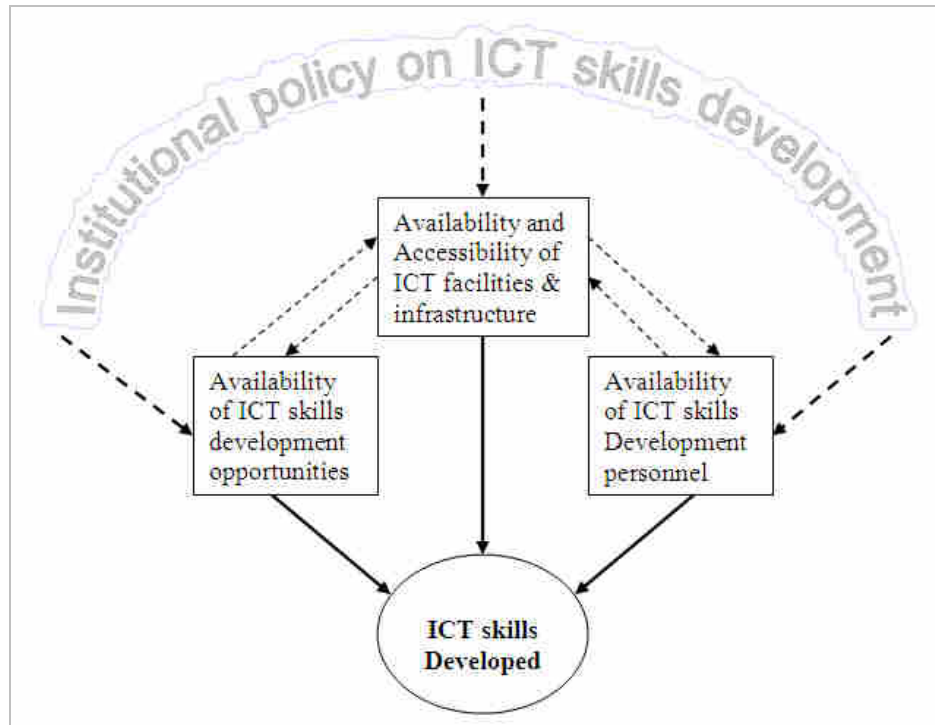 Institutional policy on ICT skills development
Availability and
Accessibility of
ICT facilities &
infrastructure
Availability
of ICT skills
development
opportunities
Availability
of ICT skills
Development
personnel
ICT skills
Developed